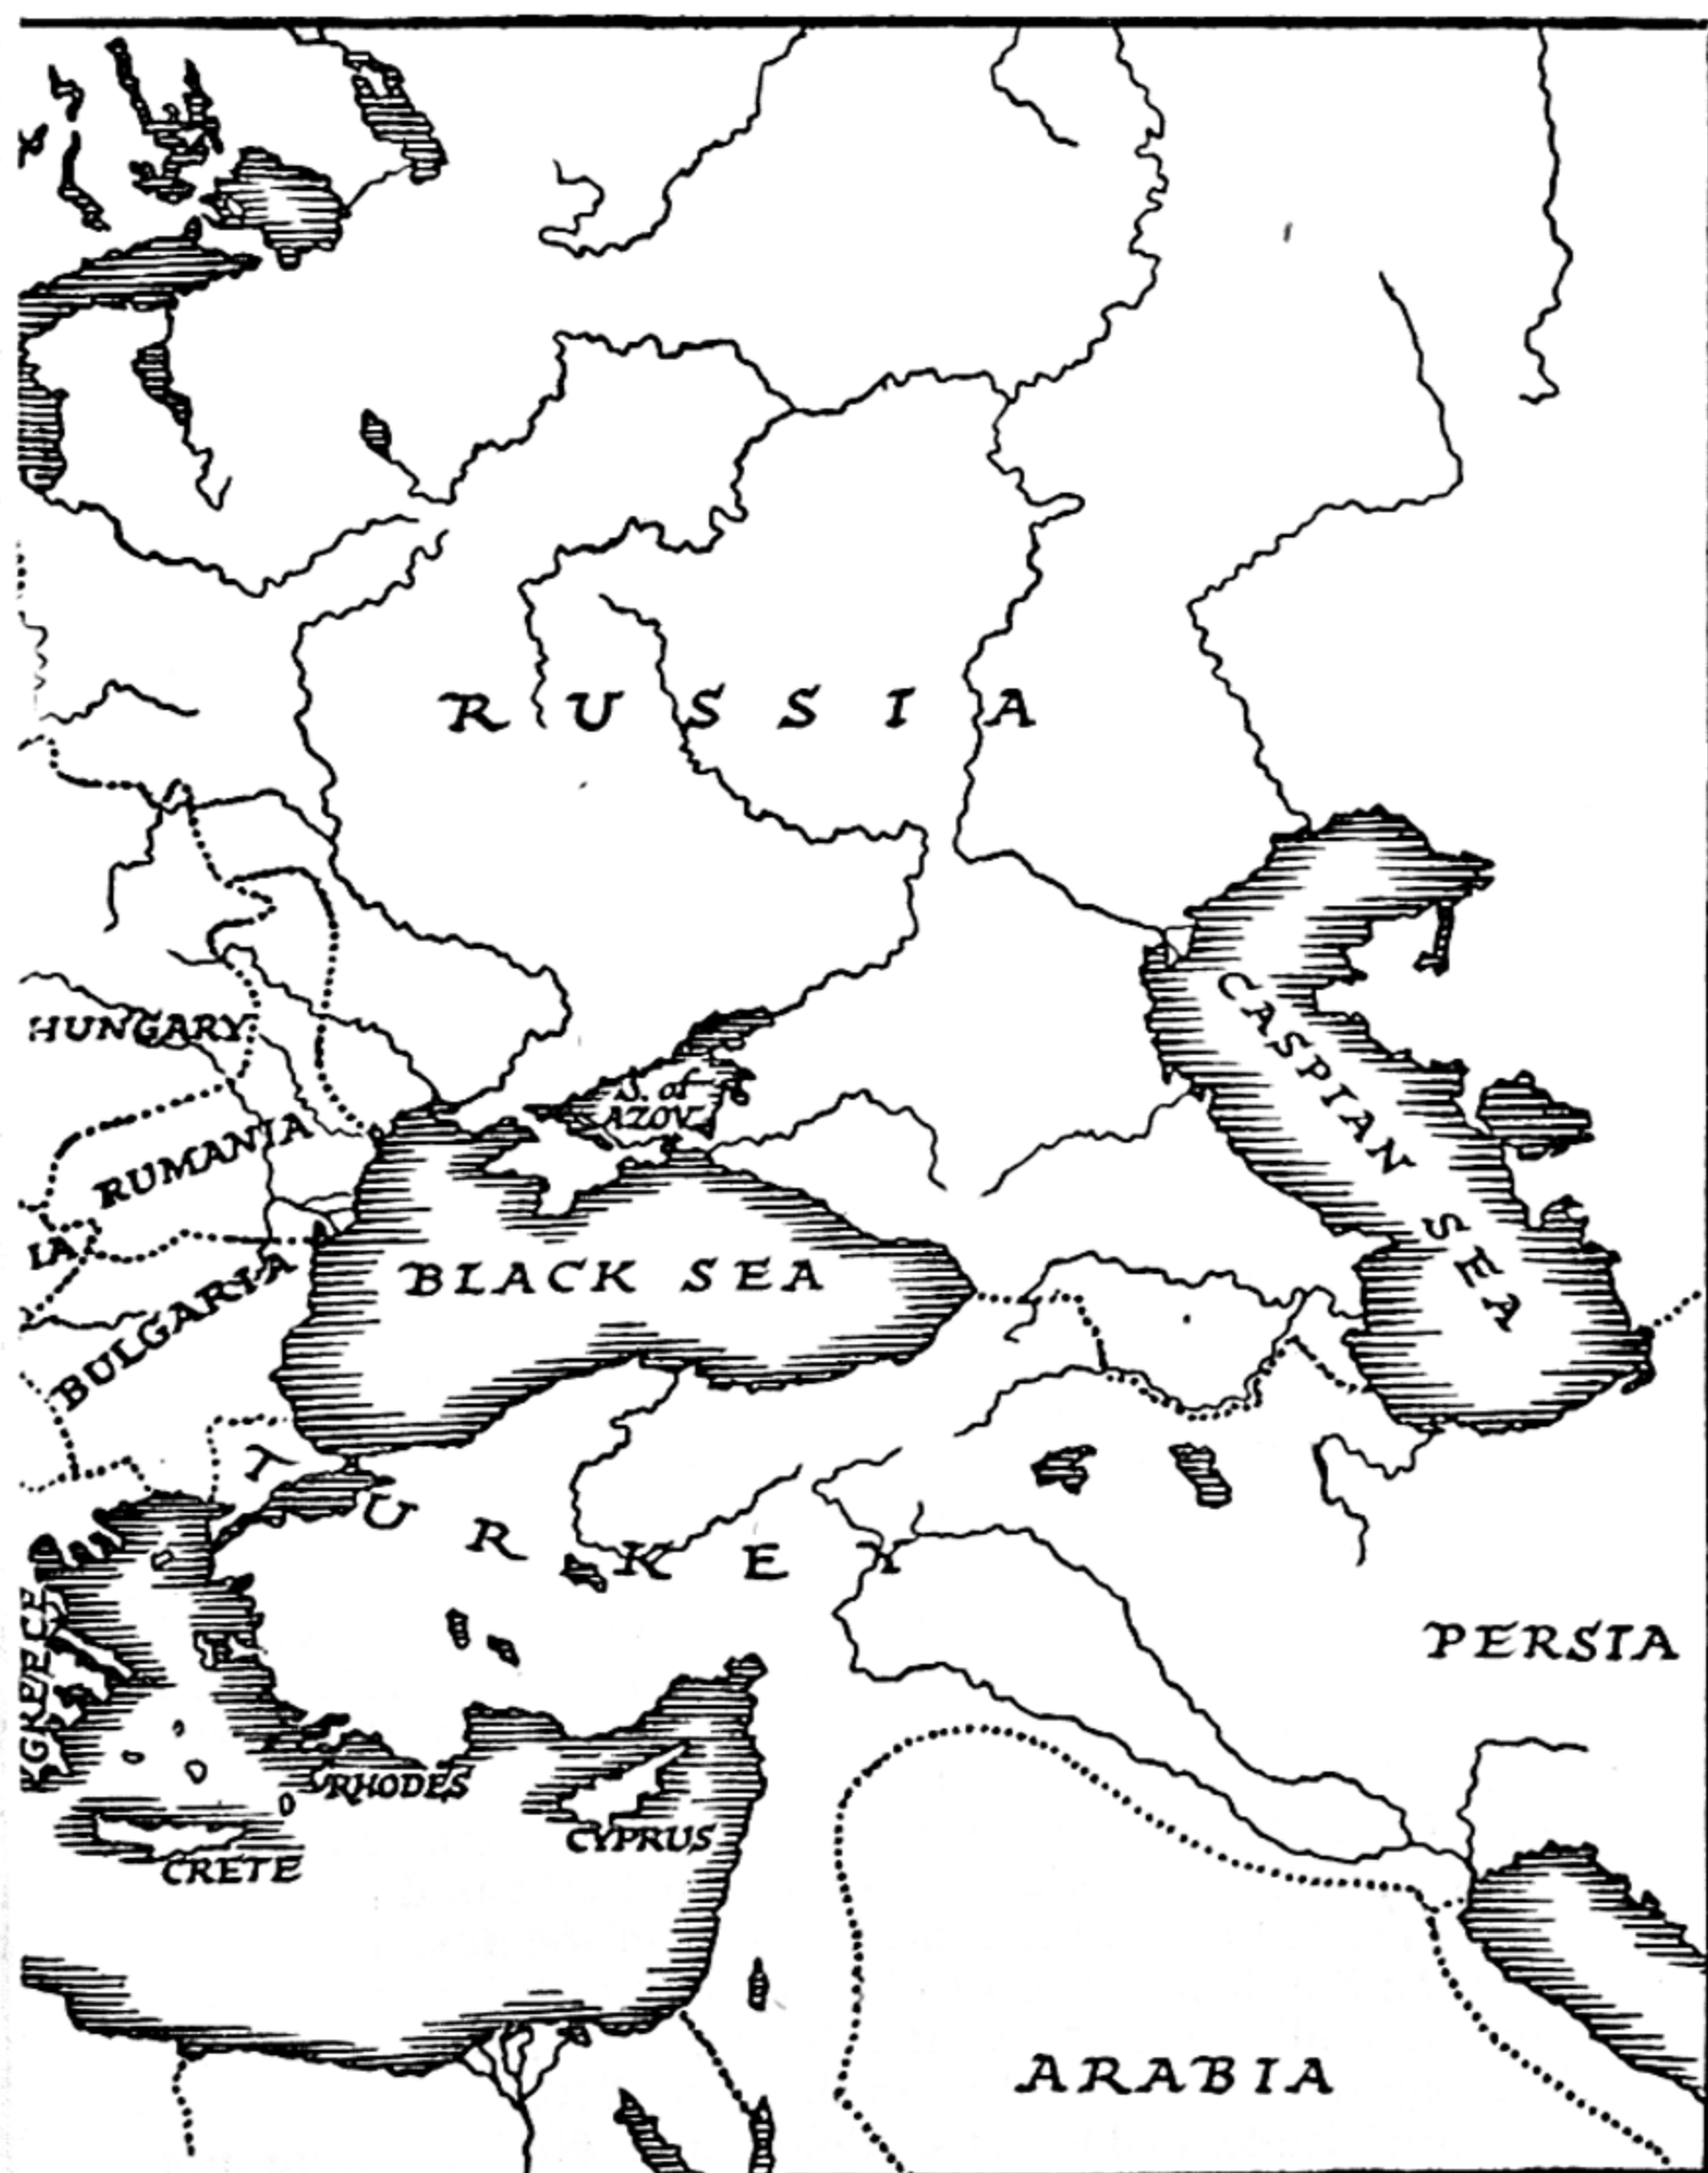 RUSSIA
CASPIAN SEA
HUNGARY
S. of
AZOV
RUMANIA
IA
BLACK SEA
BULGARIA
TURKEY
PERSIA
GREECE
RHODES
CYPRUS
CRETE
ARABIA